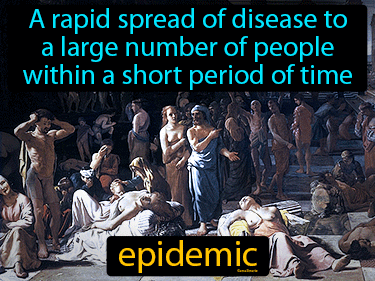 A rapid spread of disease to
a large number of people
within a short period of time
epidemic